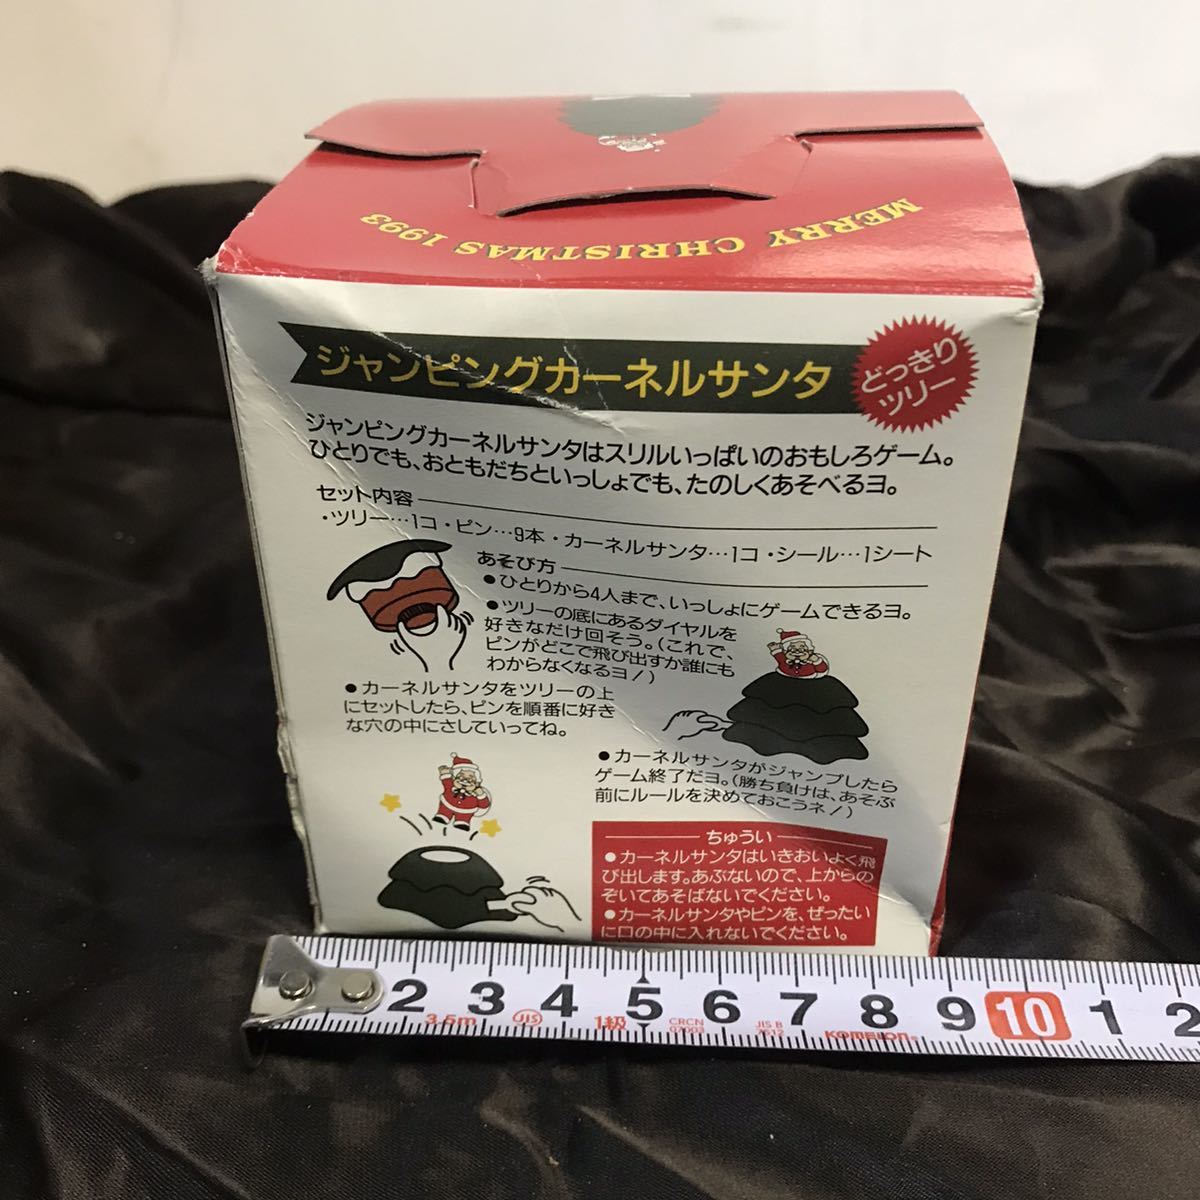 MERRY CHRISTMAS 1993
ジャンピングカーネルサンタ
どっきり
ツリー
ジャンピングカーネルサンタはスリルいっぱいのおもしろゲーム。
ひとりでも、おともだちといっしょでも、たのしくあそべるヨ。
セット内容
・ツリー…1コ・ピン…9本・カーネルサンタ…1コ・シール…1シート
あそび方
●ひとりから4人まで、いっしょにゲームできるヨ。
●ツリーの底にあるダイヤルを
好きなだけ回そう。(これで、
ピンがどこで飛び出すか誰にも
わからなくなるヨ!)
●カーネルサンタをツリーの上
にセットしたら、ピンを順番に好き
な穴の中にさしていってね。
●カーネルサンタがジャンプしたら
ゲーム終了だヨ。(勝ち負けは、あそぶ
前にルールを決めておこうネ!)
ちゅうい
●カーネルサンタはいきおいよく飛
び出します。あぶないので、上からの
ぞいてあそばないでください。
●カーネルサンタやピンを、ぜったい
に口の中に入れないでください。
2 3 4 5 6 7 8 9 10 1 2
3.5m JIS 1級 CRCN JIS B 7512 KOMELON